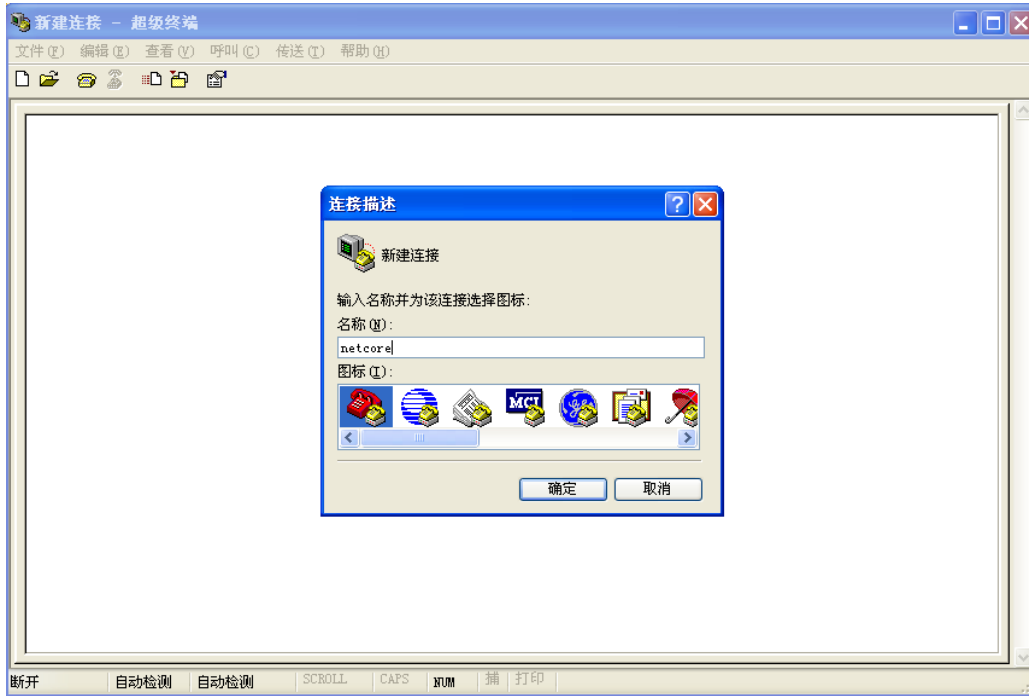 新建连接 - 超级终端
文件(F) 编辑(E) 查看(V) 呼叫(C) 传送(T) 帮助(H)
连接描述
新建连接
输入名称并为该连接选择图标:
名称(N):
netcore
图标(I):
MCI
确定 取消
断开 自动检测 自动检测 SCROLL CAPS NUM 捕 打印